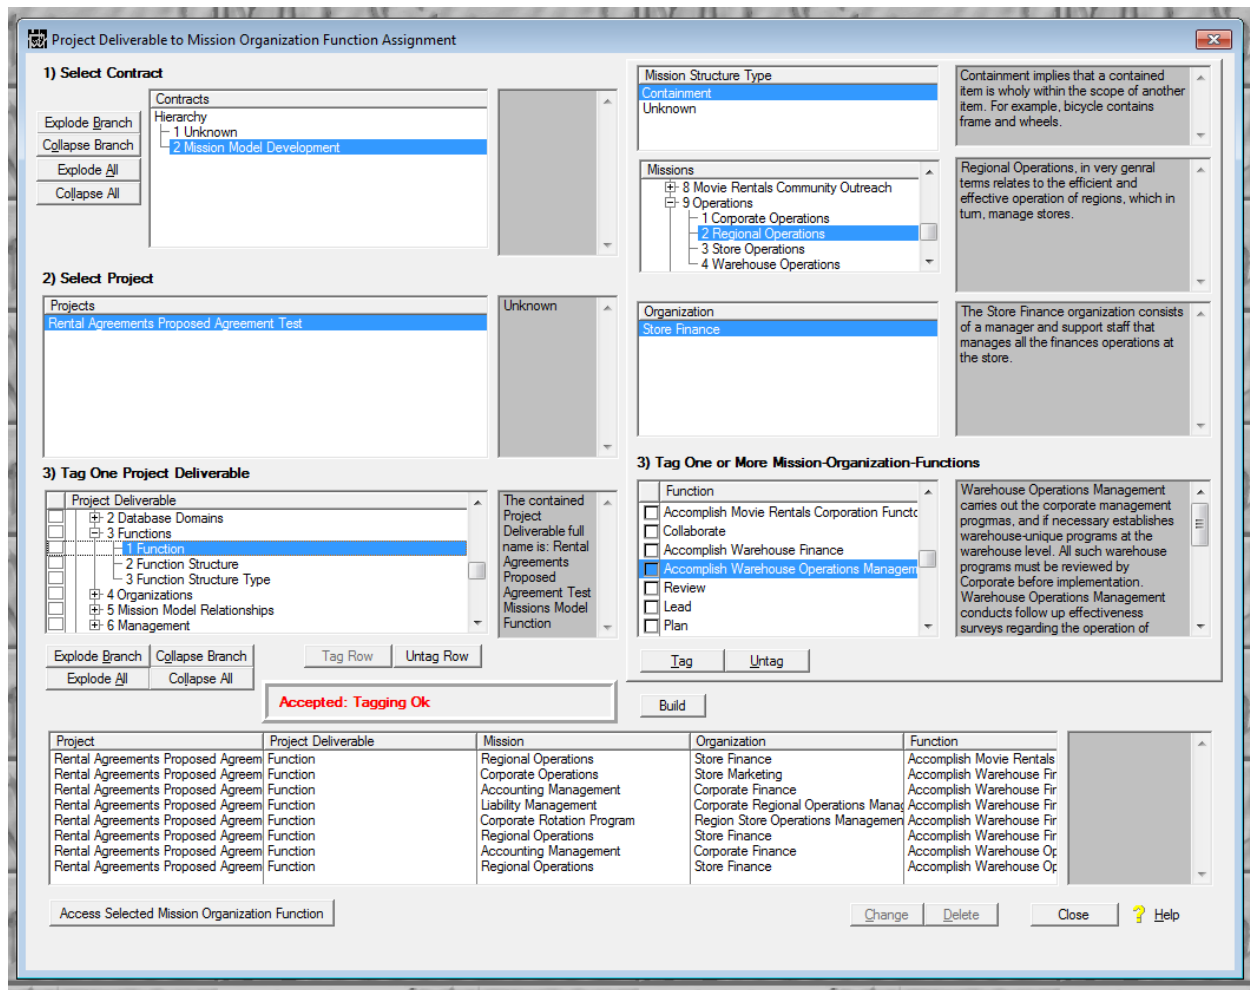 Project Deliverable to Mission Organization Function Assignment
1) Select Contract
Explode Branch
Collapse Branch
Explode All
Collapse All
Contracts
Hierarchy
1 Unknown
2 Mission Model Development
2) Select Project
Projects
Rental Agreements Proposed Agreement Test
Unknown
3) Tag One Project Deliverable
Project Deliverable
2 Database Domains
3 Functions
1 Function
2 Function Structure
3 Function Structure Type
4 Organizations
5 Mission Model Relationships
6 Management
The contained
Project
Deliverable full
name is: Rental
Agreements
Proposed
Agreement Test
Missions Model
Function
Explode Branch
Collapse Branch
Explode All
Collapse All
Tag Row
Untag Row
Accepted: Tagging Ok
Mission Structure Type
Containment
Unknown
Containment implies that a contained
item is wholly within the scope of another
item. For example, bicycle contains
frame and wheels.
Missions
8 Movie Rentals Community Outreach
9 Operations
1 Corporate Operations
2 Regional Operations
3 Store Operations
4 Warehouse Operations
Regional Operations, in very genral
terms relates to the efficient and
effective operation of regions, which in
turn, manage stores.
Organization
Store Finance
The Store Finance organization consists
of a manager and support staff that
manages all the finances operations at
the store.
3) Tag One or More Mission-Organization-Functions
Function
Accomplish Movie Rentals Corporation Functc
Collaborate
Accomplish Warehouse Finance
Accomplish Warehouse Operations Managem
Review
Lead
Plan
Warehouse Operations Management
carries out the corporate management
progrmas, and if necessary establishes
warehouse-unique programs at the
warehouse level. All such warehouse
programs must be reviewed by
Corporate before implementation.
Warehouse Operations Management
conducts follow up effectiveness
surveys regarding the operation of
Tag
Untag
Build
Project Project Deliverable Mission Organization Function
Rental Agreements Proposed Agreem Function Regional Operations Store Finance Accomplish Movie Rentals
Rental Agreements Proposed Agreem Function Corporate Operations Store Marketing Accomplish Warehouse Fir
Rental Agreements Proposed Agreem Function Accounting Management Corporate Finance Accomplish Warehouse Fir
Rental Agreements Proposed Agreem Function Liability Management Corporate Regional Operations Manag Accomplish Warehouse Fir
Rental Agreements Proposed Agreem Function Corporate Rotation Program Region Store Operations Managemen Accomplish Warehouse Fir
Rental Agreements Proposed Agreem Function Regional Operations Store Finance Accomplish Warehouse Fir
Rental Agreements Proposed Agreem Function Accounting Management Corporate Finance Accomplish Warehouse Op
Rental Agreements Proposed Agreem Function Regional Operations Store Finance Accomplish Warehouse Op
Access Selected Mission Organization Function
Change
Delete
Close
? Help